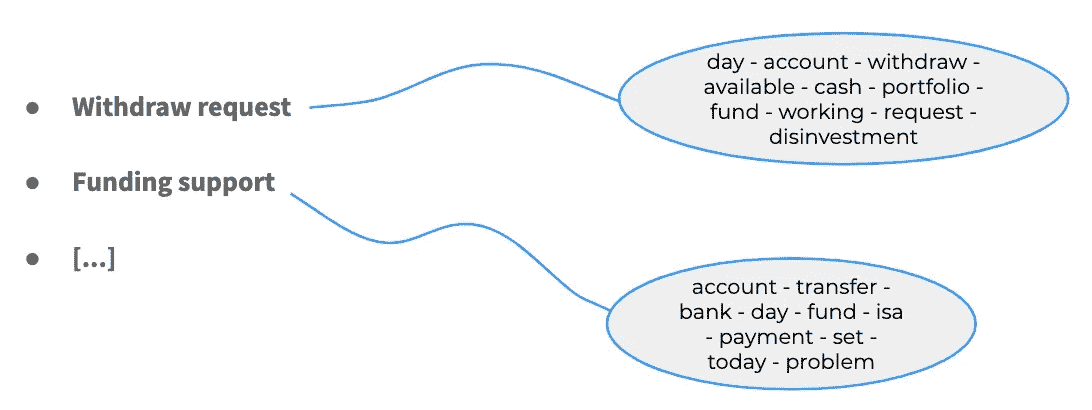 day - account - withdraw -
available - cash - portfolio -
fund - working - request -
disinvestment
● Withdraw request
● Funding support
● [...]
account - transfer -
bank - day - fund - isa
- payment - set -
today - problem